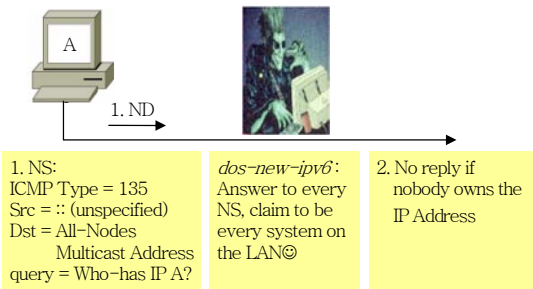 A
1. ND
1. NS:
ICMP Type = 135
Src = :: (unspecified)
Dst = All-Nodes
Multicast Address
query = Who-has IP A?
dos-new-ipv6:
Answer to every
NS, claim to be
every system on
the LAN☺
2. No reply if
nobody owns the
IP Address